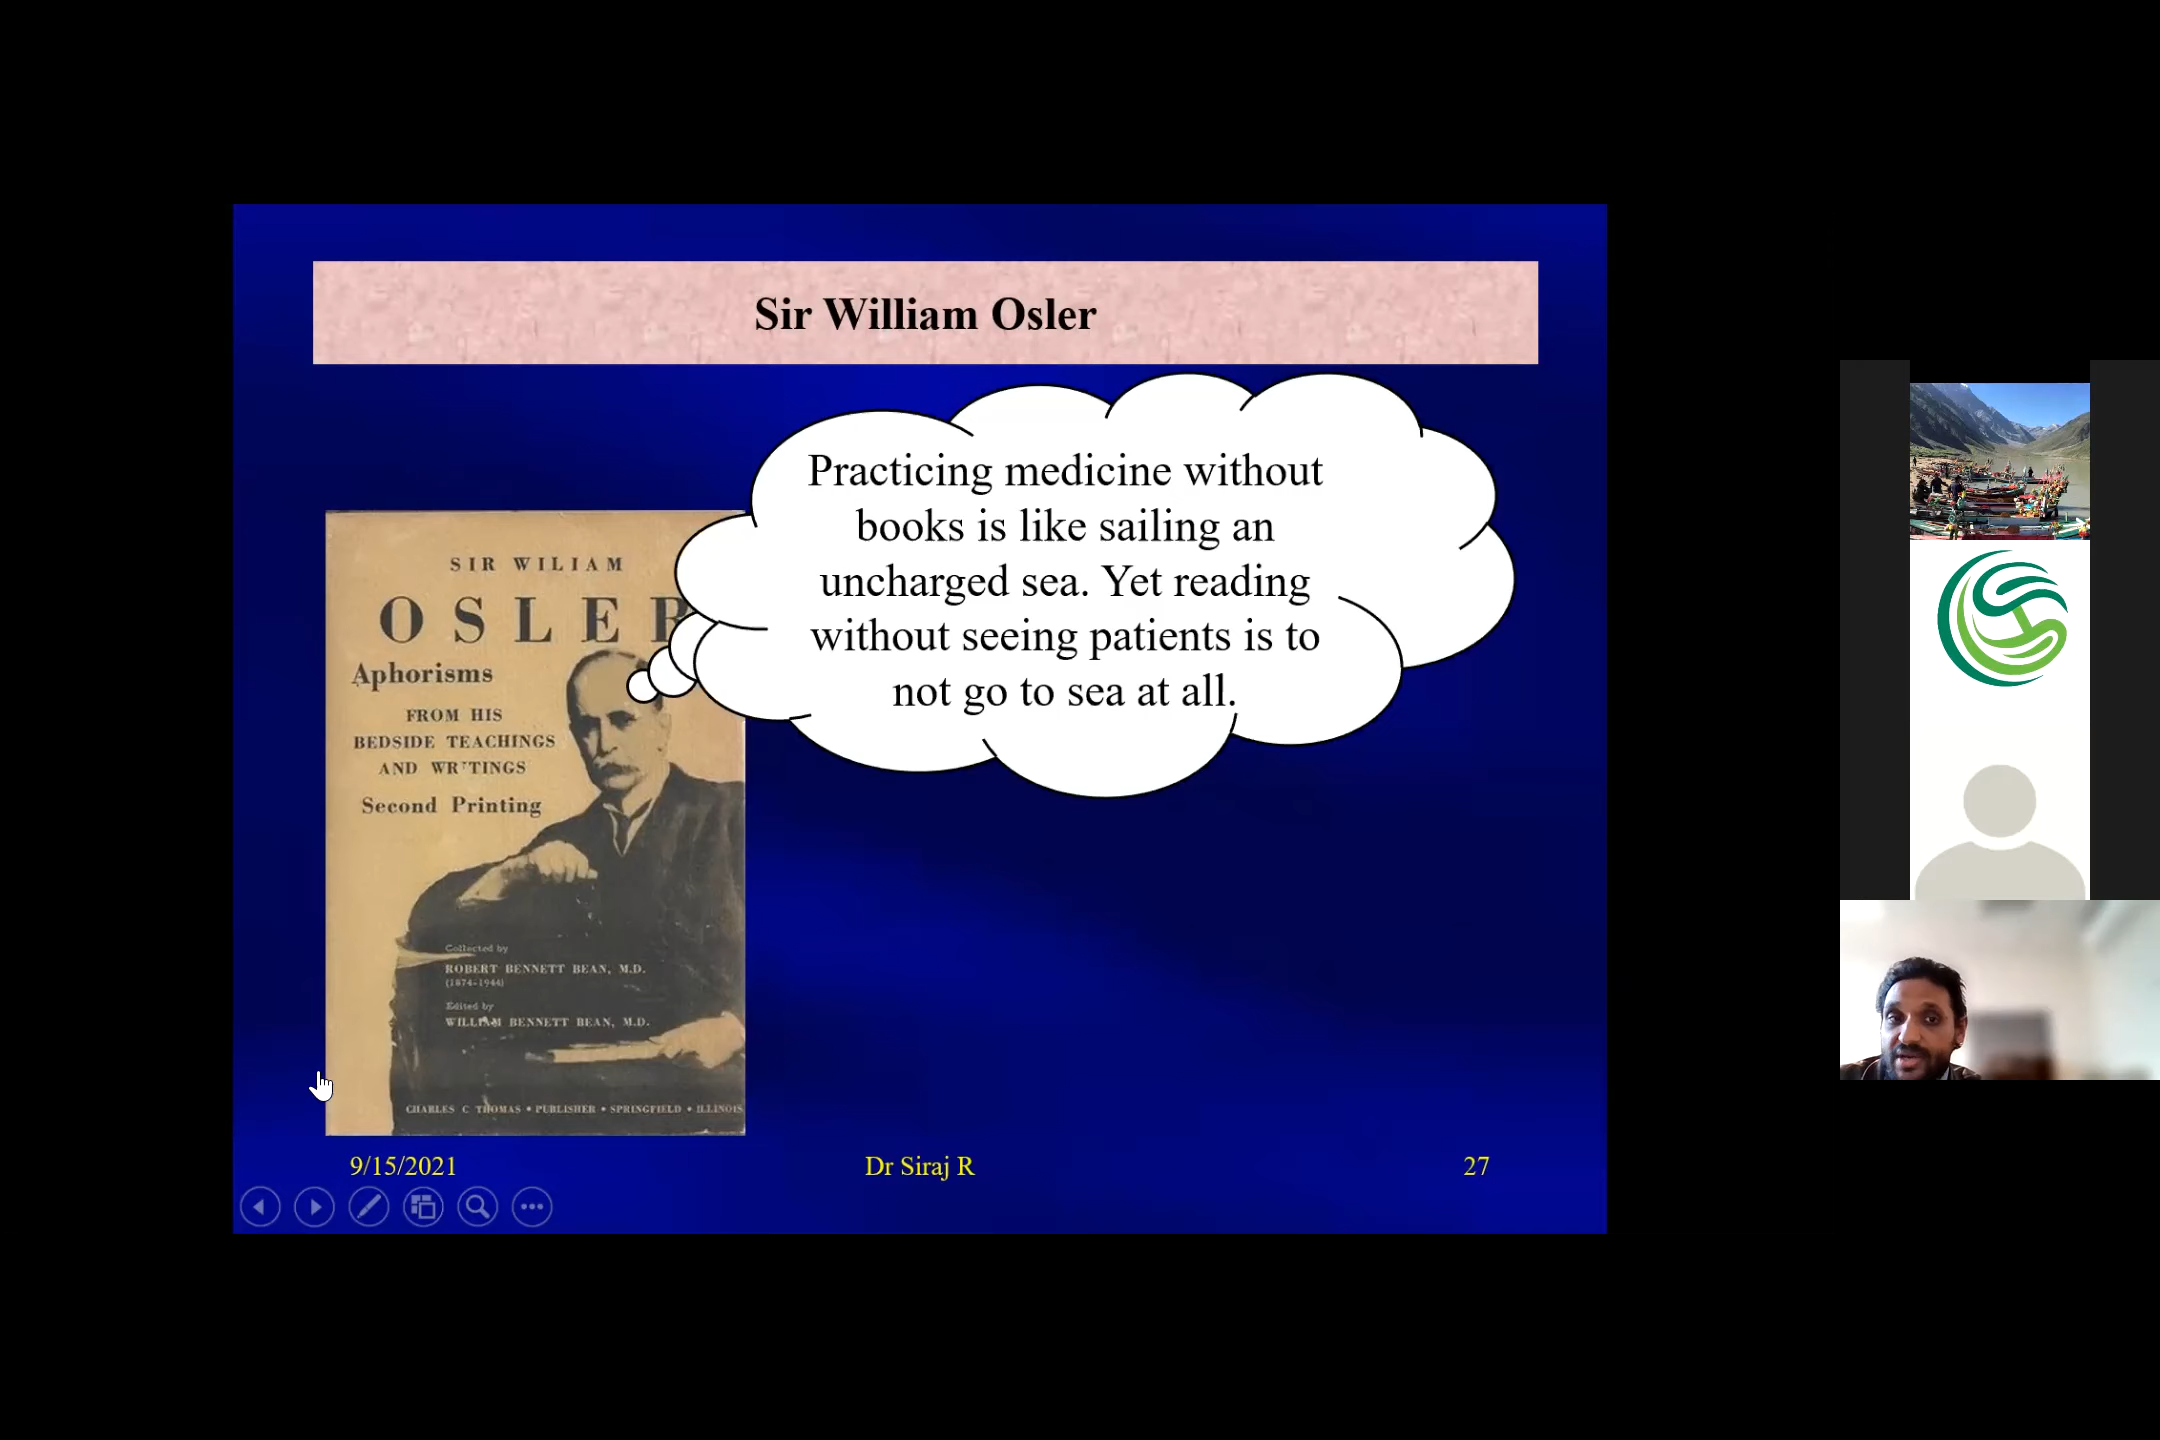 Sir William Osler
Practicing medicine without
books is like sailing an
uncharged sea. Yet reading
without seeing patients is to
not go to sea at all.
SIR WILIAM
OSLER
Aphorisms
FROM HIS
BEDSIDE TEACHINGS
AND WRITINGS
Second Printing
Collected by
ROBERT BENNETT BEAN, M.D.
(1874-1944)
Edited by
WILLIAM BENNETT BEAN, M.D.
CHARLES C THOMAS • PUBLISHER • SPRINGFIELD • ILLINOIS
9/15/2021
Dr Siraj R
27